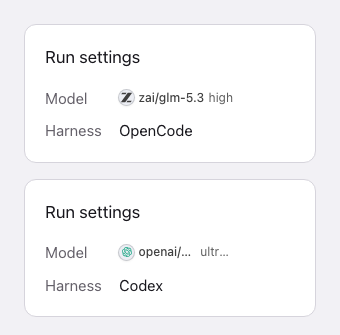 Run settings
Model zai/glm-5.3 high
Harness OpenCode
Run settings
Model openai/... ultr...
Harness Codex